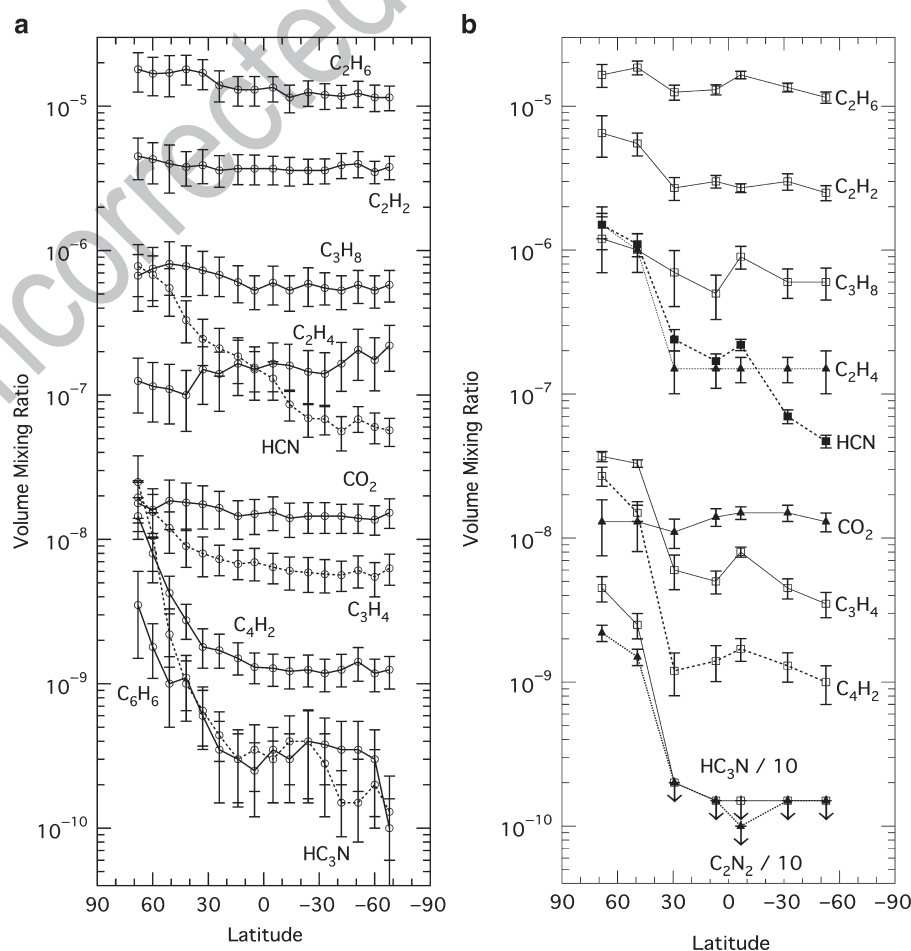 a
b
ncorrected
Volume Mixing Ratio
10⁻⁵
10⁻⁶
10⁻⁷
10⁻⁸
10⁻⁹
10⁻¹⁰
C₂H₆
C₂H₂
C₃H₈
C₂H₄
HCN
CO₂
C₃H₄
C₄H₂
C₆H₆
HC₃N
90 60 30 0 −30 −60 −90
Latitude
Volume Mixing Ratio
10⁻⁵
10⁻⁶
10⁻⁷
10⁻⁸
10⁻⁹
10⁻¹⁰
C₂H₆
C₂H₂
C₃H₈
C₂H₄
HCN
CO₂
C₃H₄
C₄H₂
HC₃N / 10
C₂N₂ / 10
90 60 30 0 −30 −60 −90
Latitude